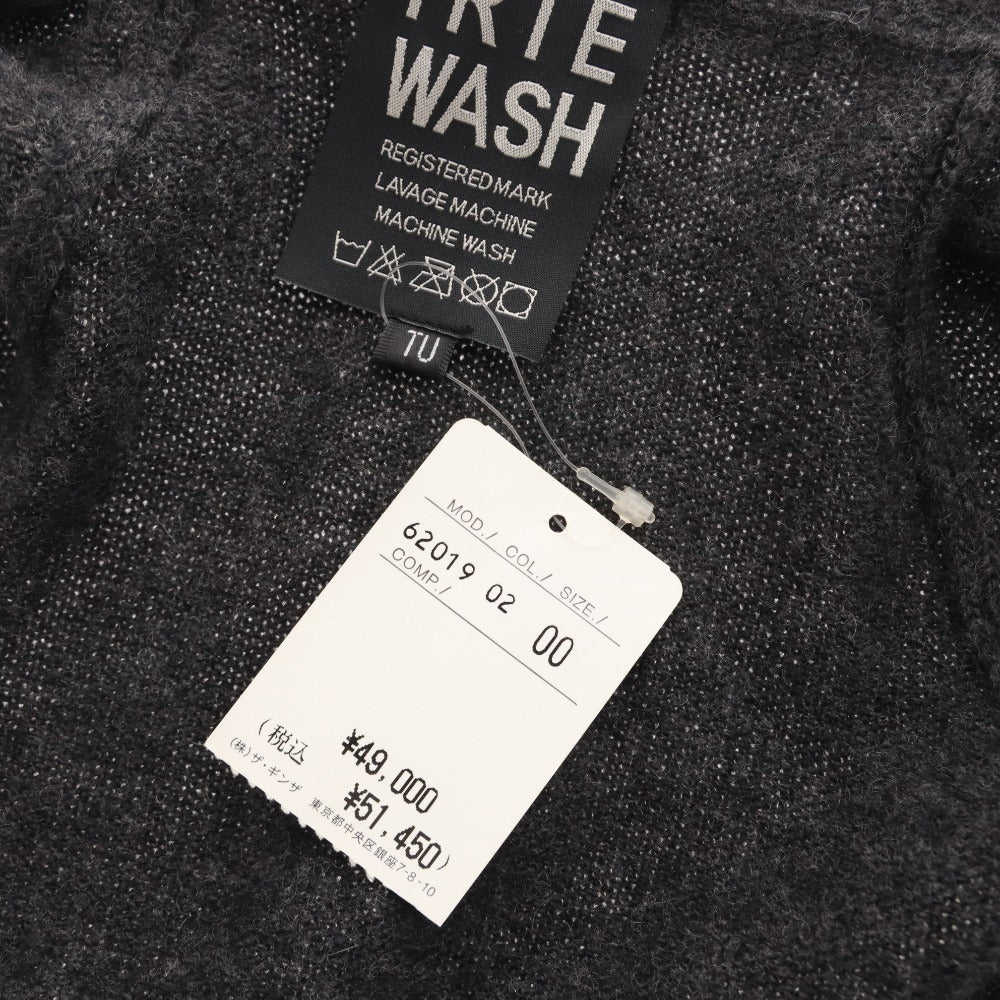 WASH
REGISTERED MARK
LAVAGE MACHINE
MACHINE WASH
TU
MOD./ COL./ SIZE./
62019 02 00
COMP./
¥49,000
(税込 ¥51,450)
(株)ザ・ギンザ 東京都中央区銀座7-8-10